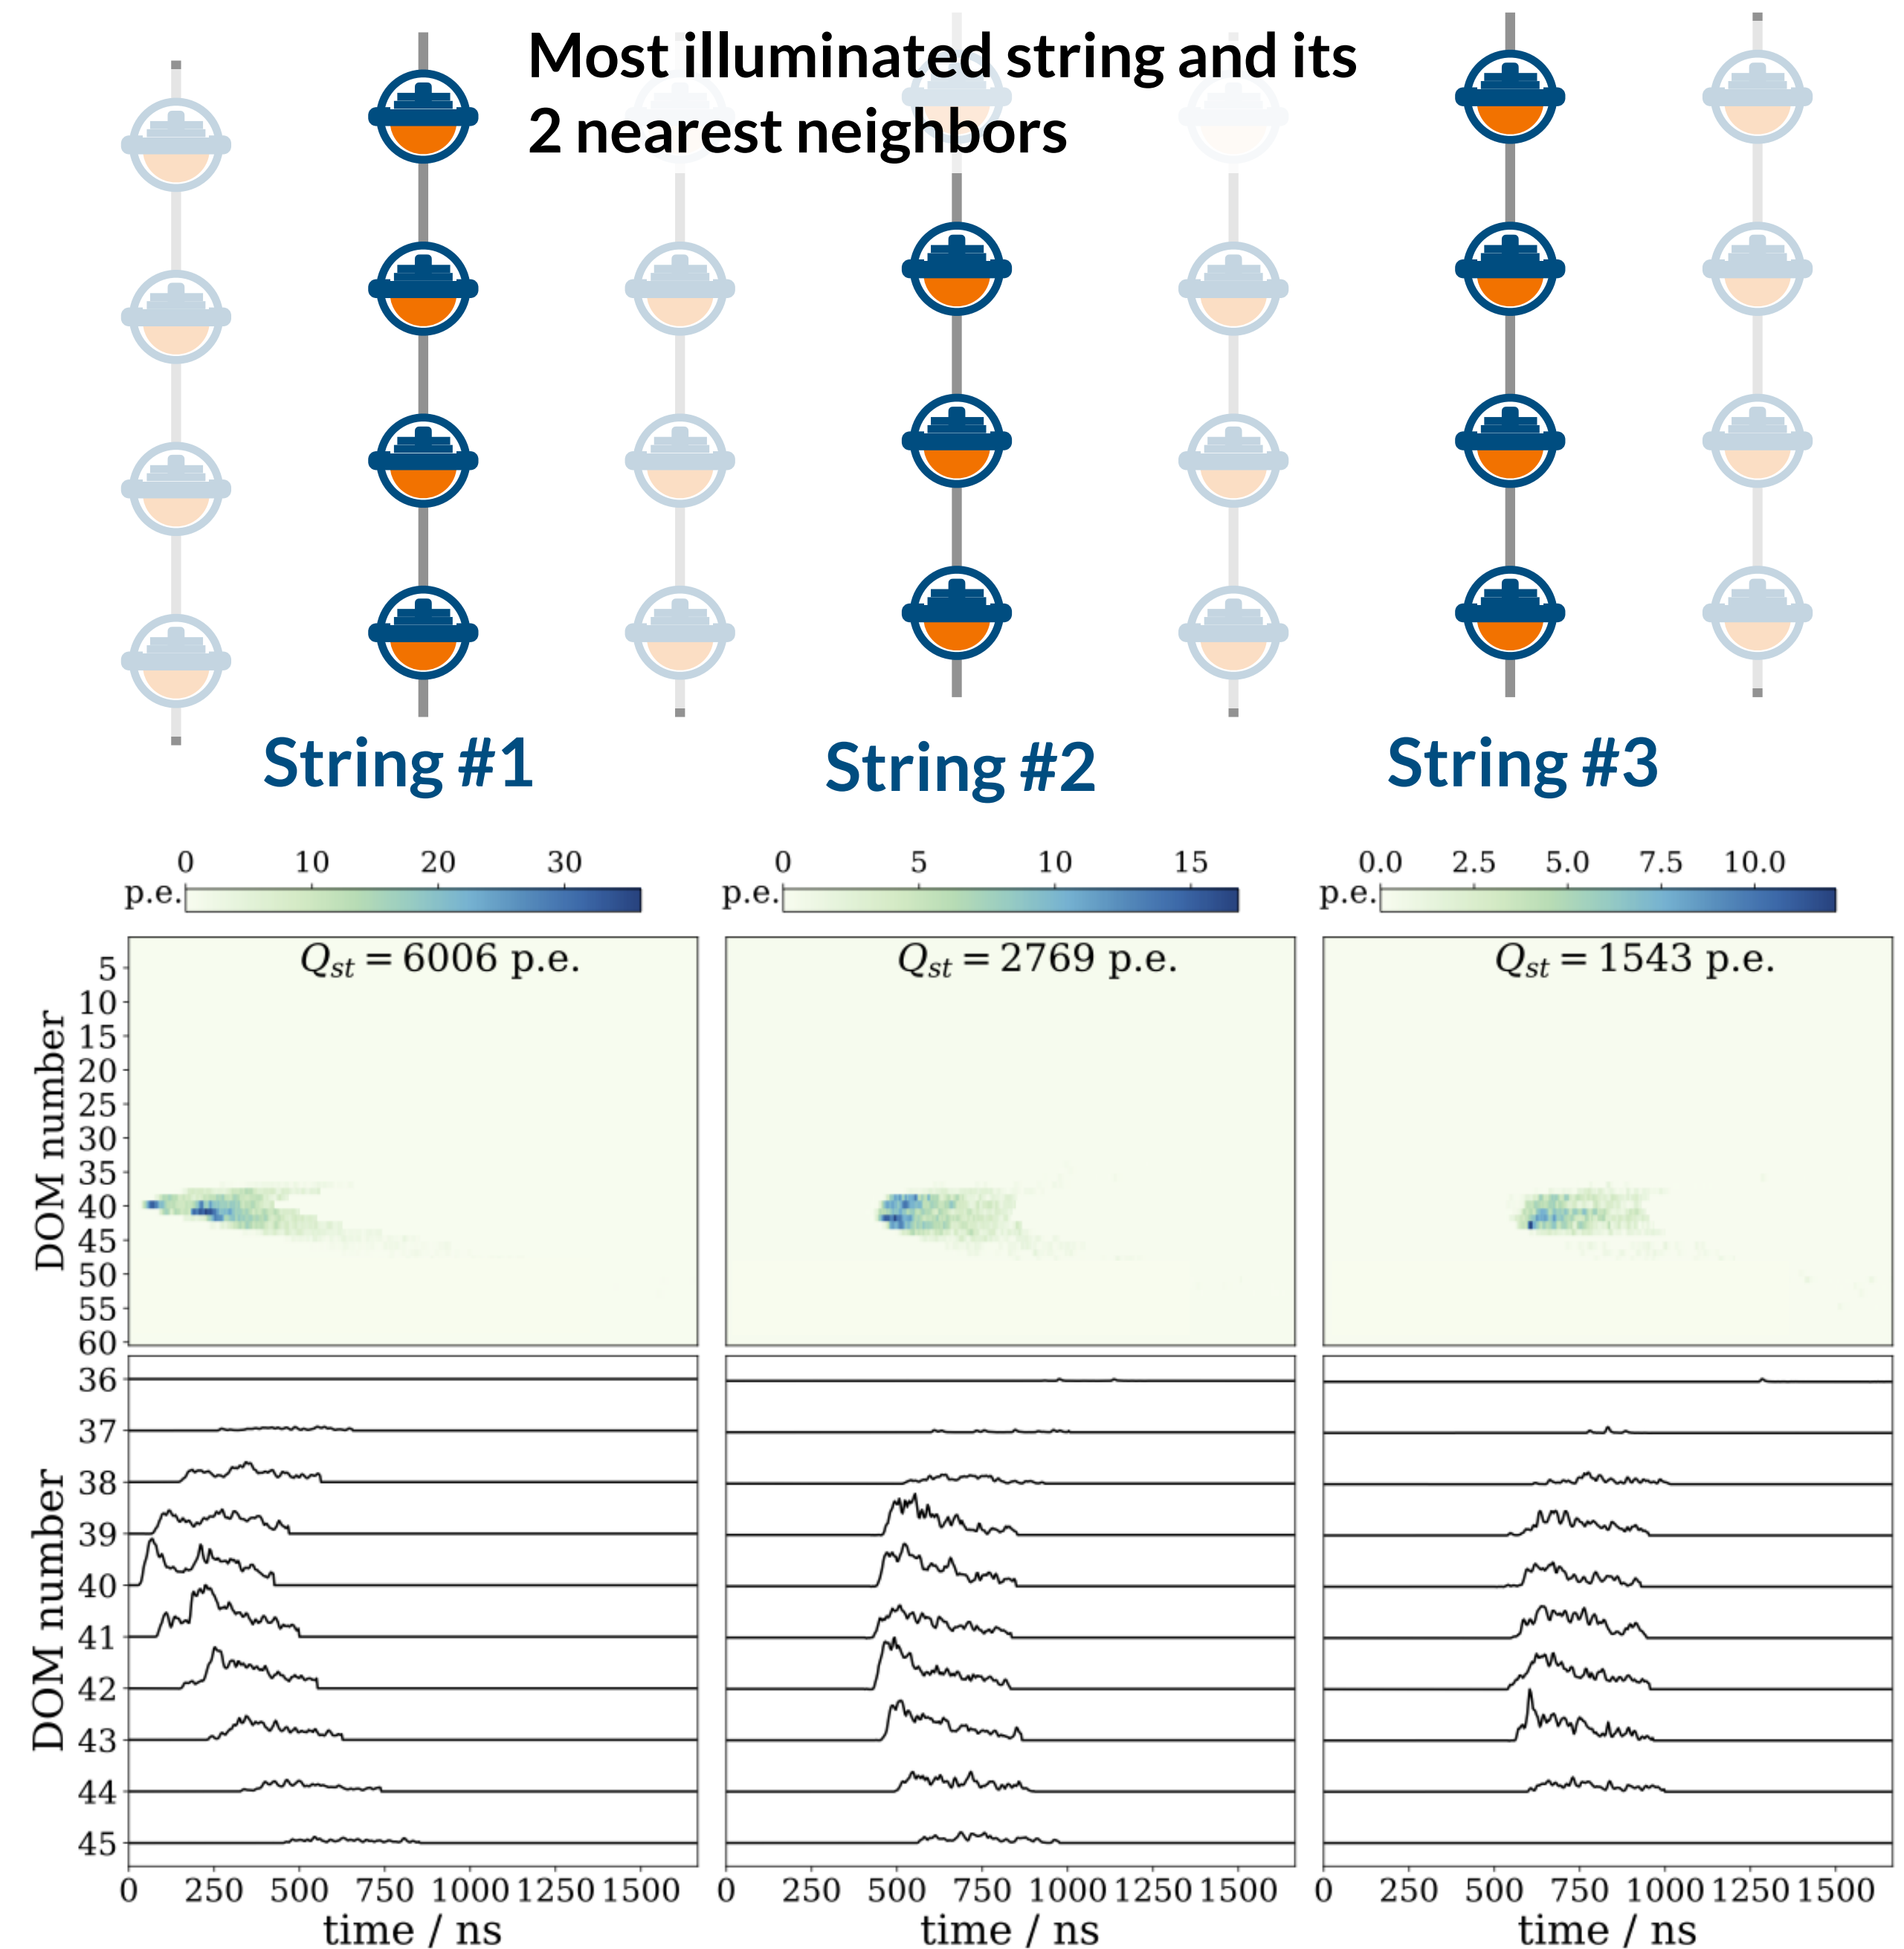 Most illuminated string and its
2 nearest neighbors
String #1
String #2
String #3
0 10 20 30
p.e.
0 5 10 15
p.e.
0.0 2.5 5.0 7.5 10.0
p.e.
Q_st = 6006 p.e.
Q_st = 2769 p.e.
Q_st = 1543 p.e.
DOM number
5
10
15
20
25
30
35
40
45
50
55
60
DOM number
36
37
38
39
40
41
42
43
44
45
0 250 500 750 1000 1250 1500
0 250 500 750 1000 1250 1500
0 250 500 750 1000 1250 1500
time / ns
time / ns
time / ns